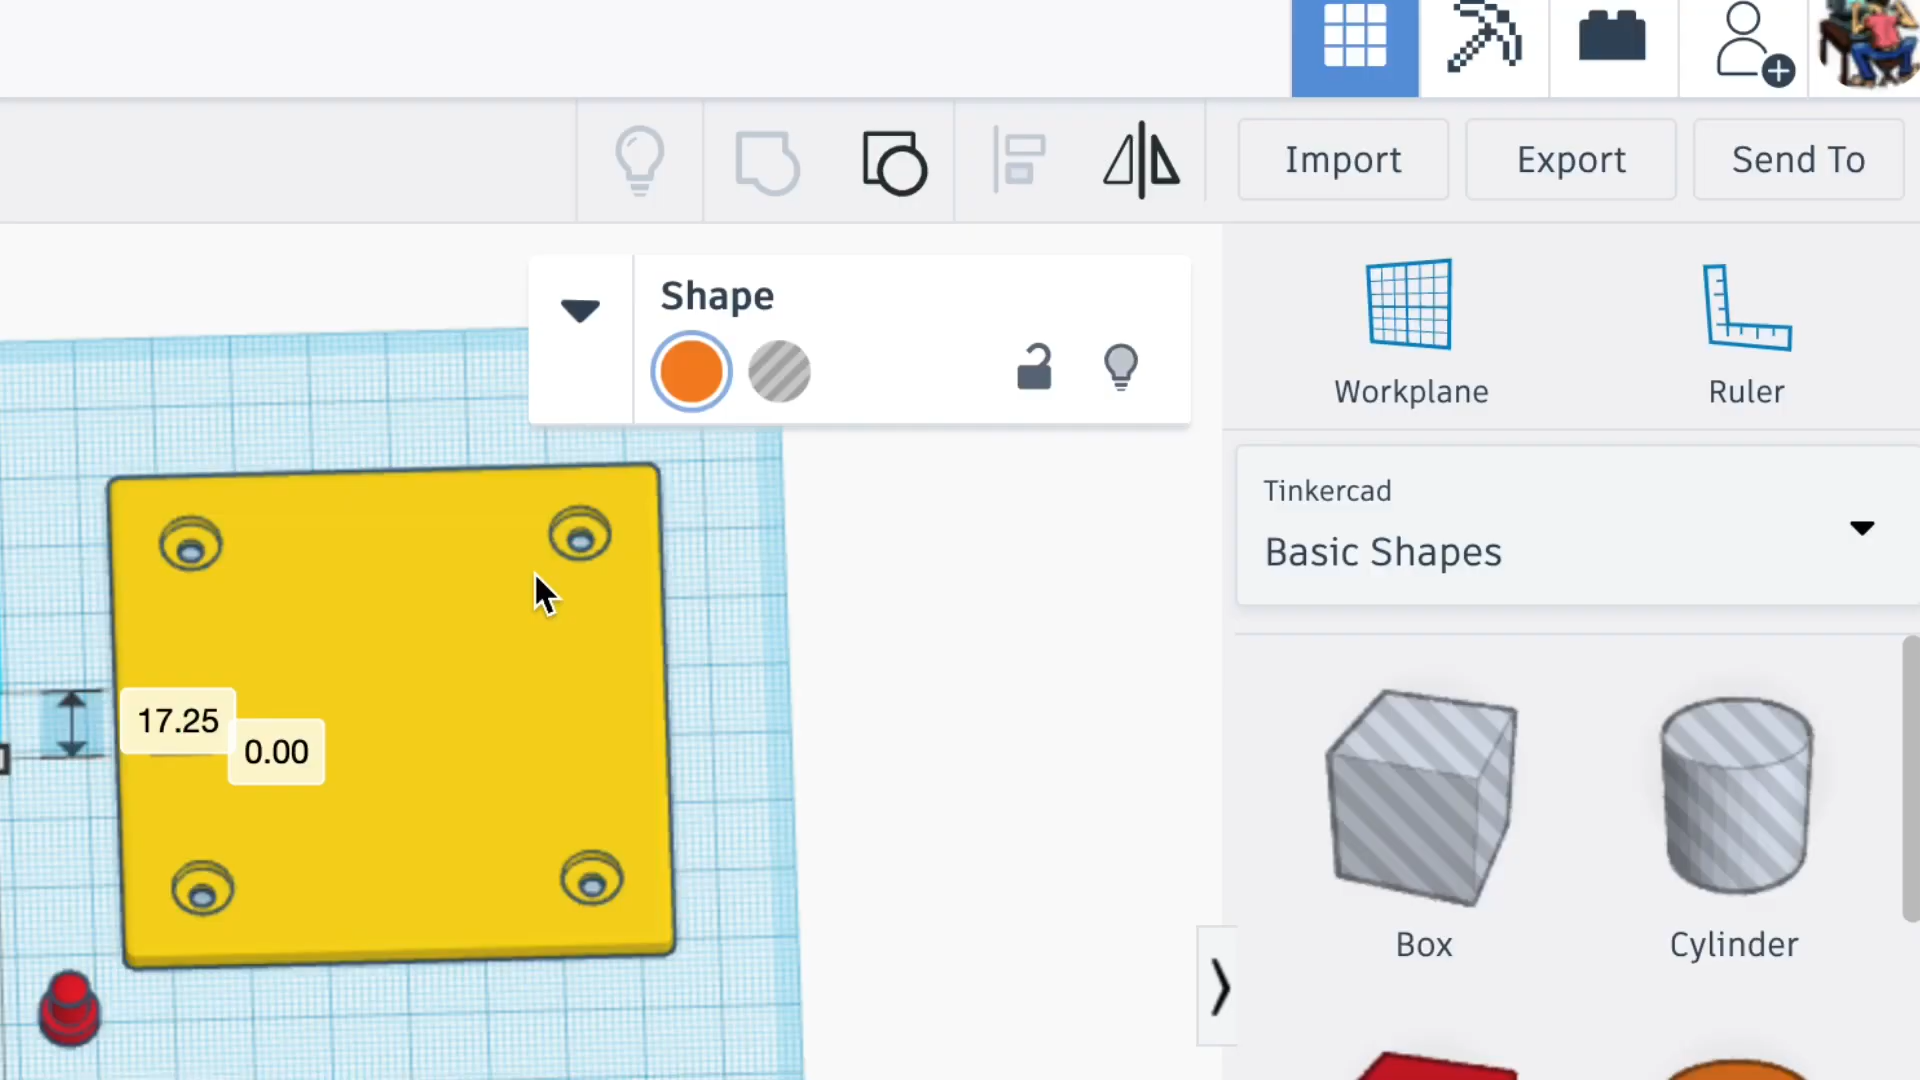 Import
Export
Send To
Shape
Workplane
Ruler
Tinkercad
Basic Shapes
17.25
0.00
Box
Cylinder